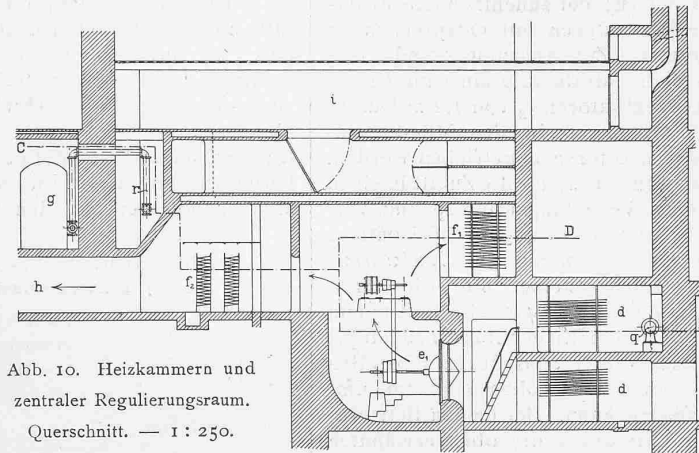 i
C
g
r
f₁
D
h
f₂
d
q
e₁
d
Abb. 10. Heizkammern und
zentraler Regulierungsraum.
Querschnitt. — 1 : 250.